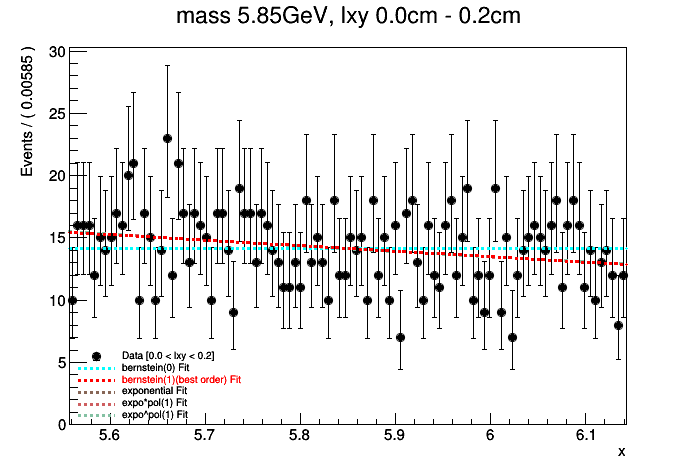 mass 5.85GeV, lxy 0.0cm - 0.2cm
Events / ( 0.00585 )
30
25
20
15
10
5
0
Data [0.0 < lxy < 0.2]
bernstein(0) Fit
bernstein(1)(best order) Fit
exponential Fit
expo*pol(1) Fit
expo^pol(1) Fit
5.6 5.7 5.8 5.9 6 6.1
x